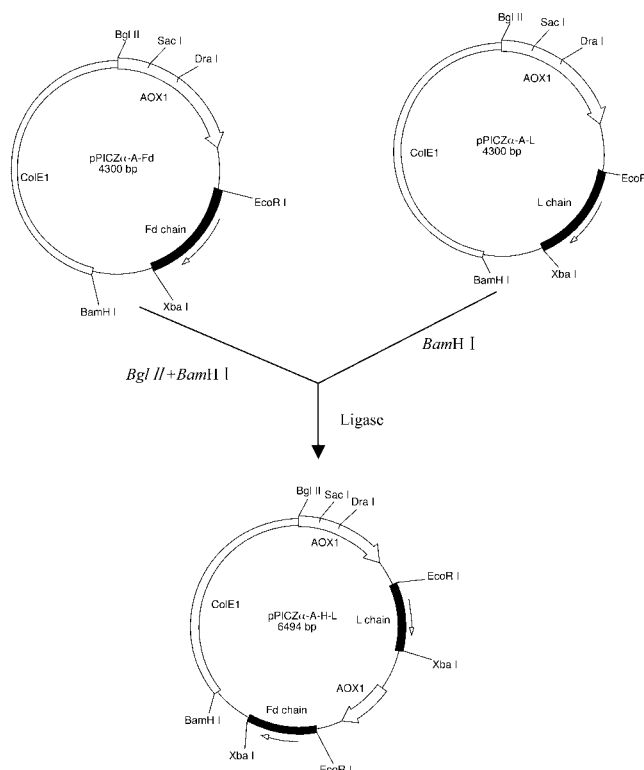 Bgl II
Sac I
Dra I
AOX1
pPICZα-A-Fd
4300 bp
ColE1
EcoR I
Fd chain
Xba I
BamH I
Bgl II
Sac I
Dra I
AOX1
pPICZα-A-L
4300 bp
ColE1
EcoR
L chain
Xba I
BamH I
Bgl II+BamH I
BamH I
Ligase
Bgl II
Sac I
Dra I
AOX1
EcoR I
ColE1
pPICZα-A-H-L
6494 bp
L chain
Xba I
AOX1
Fd chain
BamH I
Xba I
EcoR I